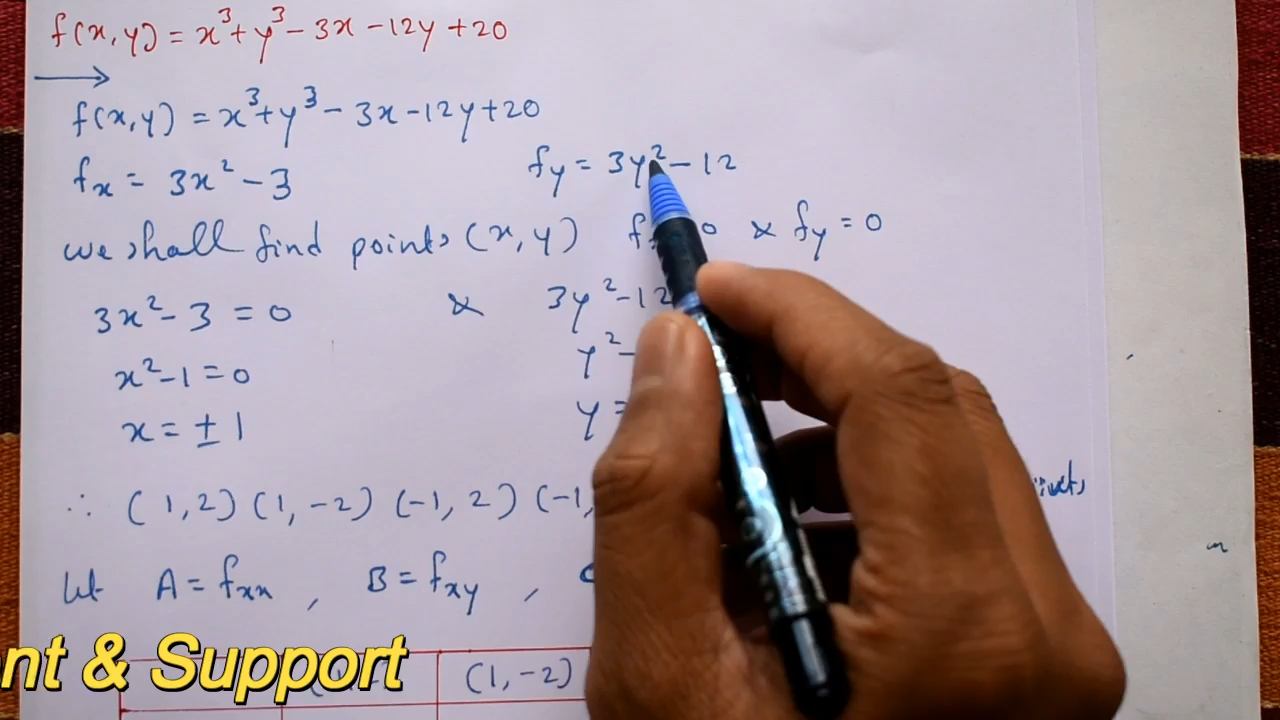 f(x,y) = x³+y³-3x-12y+20
f(x,y) = x³+y³-3x-12y+20
fx = 3x²-3 fy = 3y²-12
we shall find points (x,y) 0 & fy = 0
3x²-3 = 0 & 3y²-12
x²-1 = 0 y²-
x = ±1 y =
∴ (1,2) (1,-2) (-1,2) (-1,
let A = fxx , B = fxy ,
nt & Support
(1,-2)